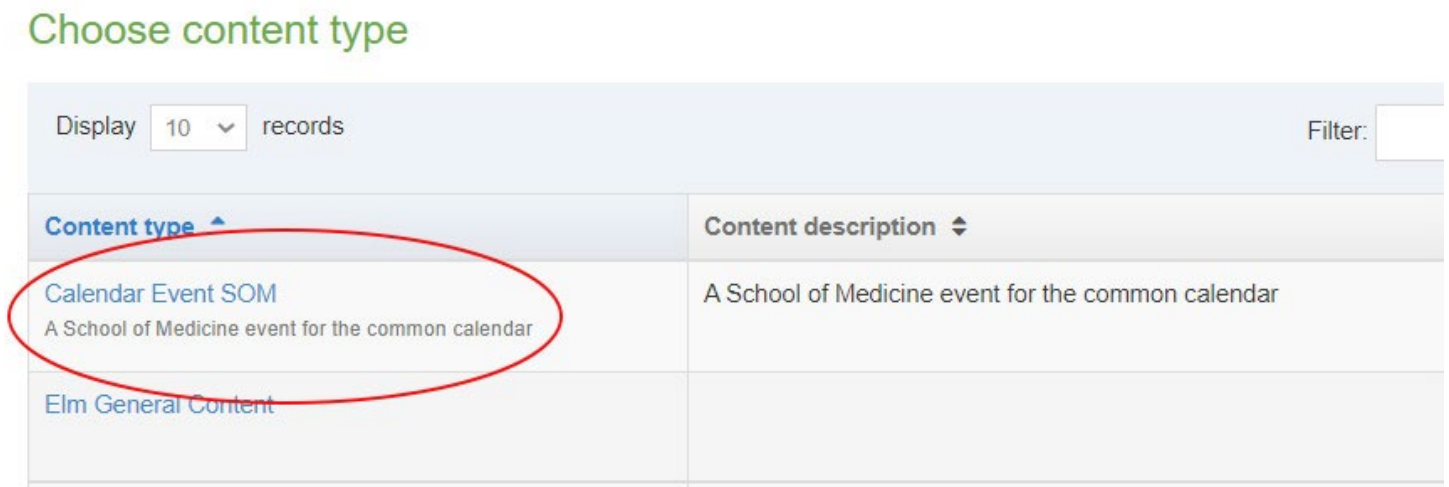 Choose content type
Display 10 records
Filter:
Content type
Content description
Calendar Event SOM
A School of Medicine event for the common calendar
A School of Medicine event for the common calendar
Elm General Content